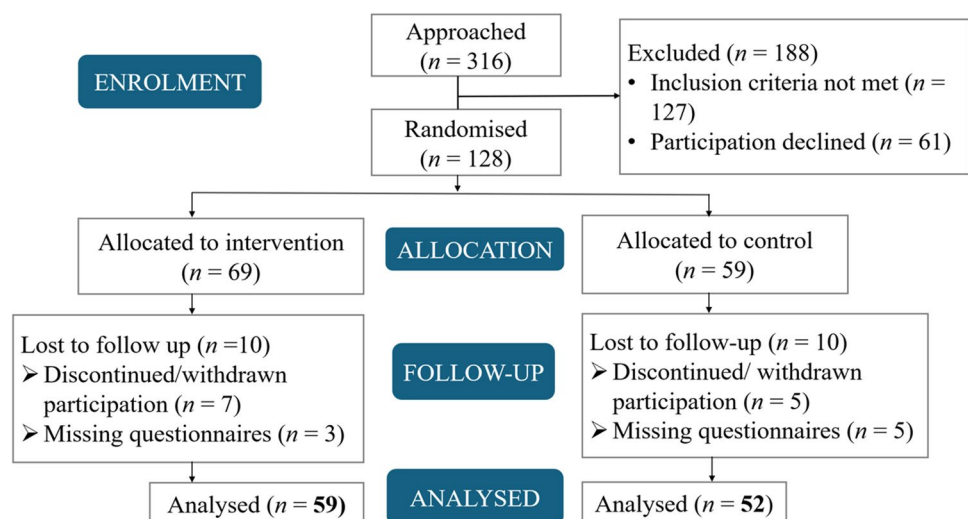 Approached
(n = 316)
ENROLMENT
Excluded (n = 188)
• Inclusion criteria not met (n =
127)
• Participation declined (n = 61)
Randomised
(n = 128)
Allocated to intervention
(n = 69)
ALLOCATION
Allocated to control
(n = 59)
Lost to follow up (n =10)
➢ Discontinued/withdrawn
participation (n = 7)
➢ Missing questionnaires (n = 3)
FOLLOW-UP
Lost to follow-up (n = 10)
➢ Discontinued/ withdrawn
participation (n = 5)
➢ Missing questionnaires (n = 5)
Analysed (n = 59)
ANALYSED
Analysed (n = 52)